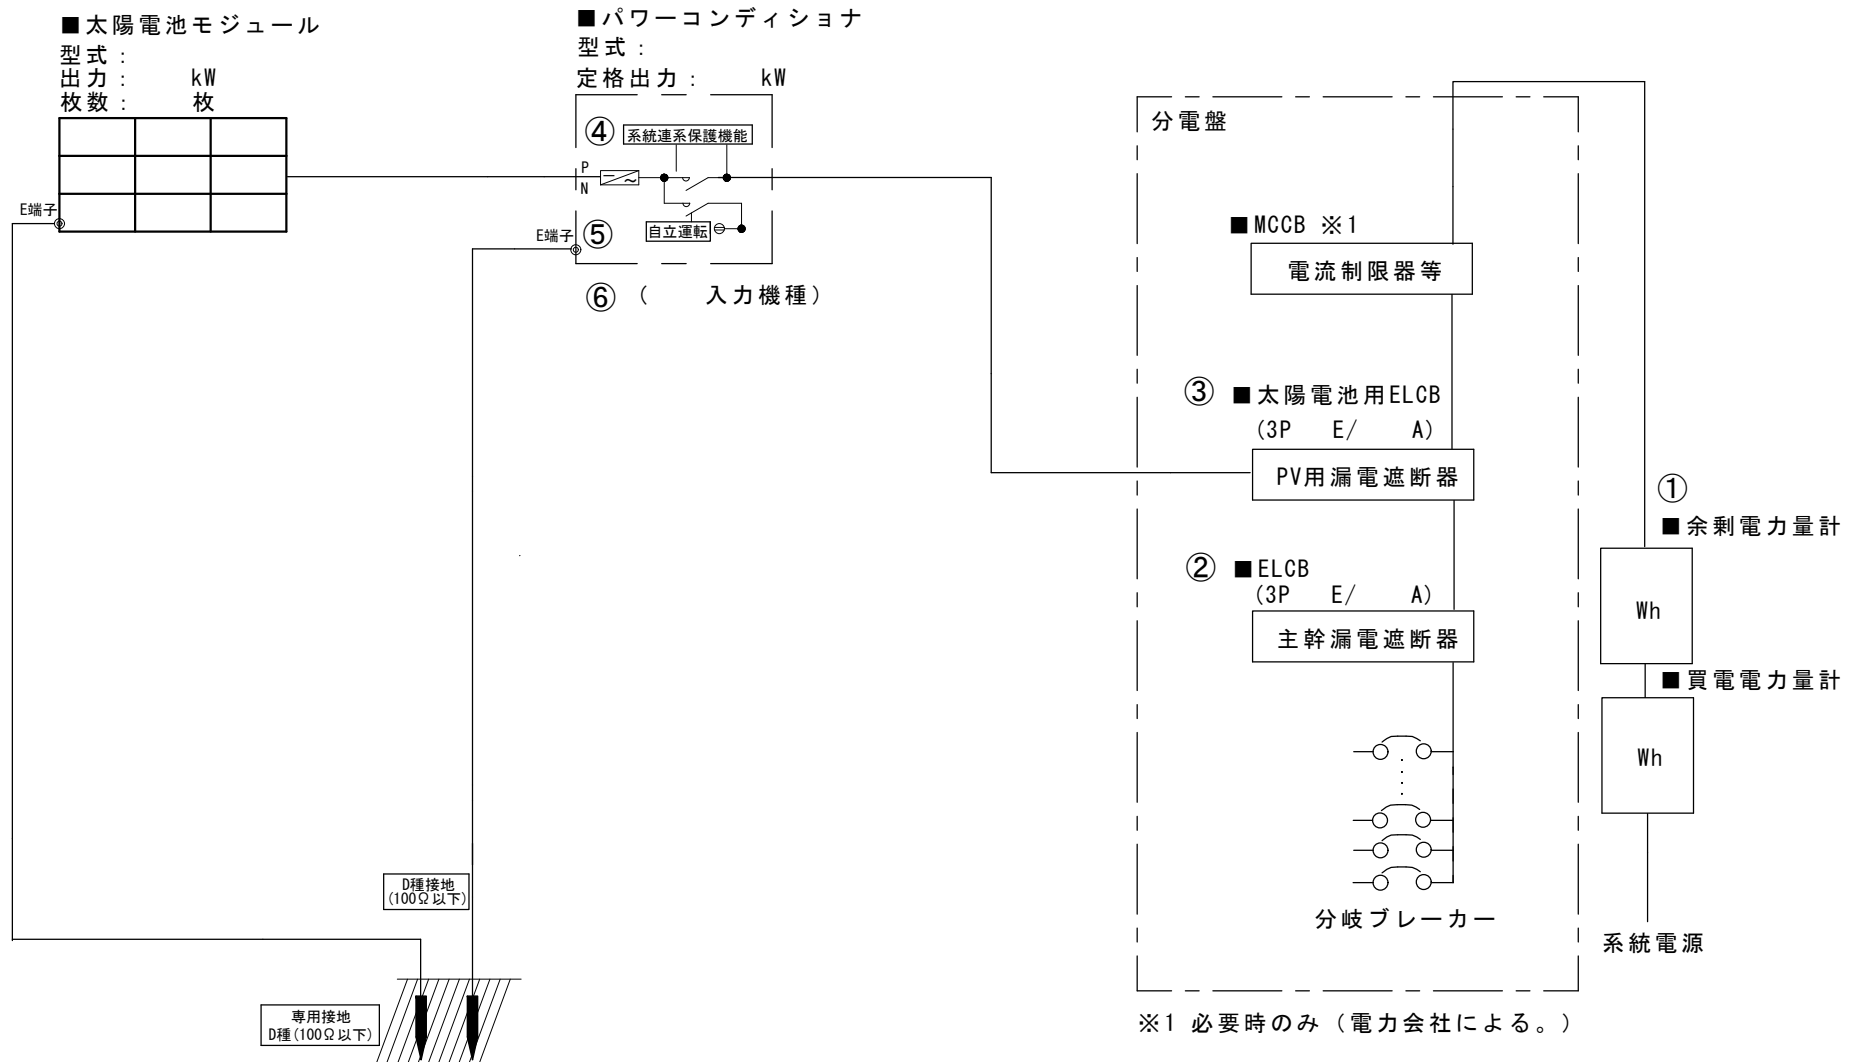 ■太陽電池モジュール
型式：
出力：　　kW
枚数：　　枚
E端子
■パワーコンディショナ
型式：
定格出力：　　kW
④ 系統連系保護機能
P
N
自立運転
E端子 ⑤
⑥（　　入力機種）
D種接地
(100Ω以下)
専用接地
D種(100Ω以下)
分電盤
■MCCB ※1
電流制限器等
③ ■太陽電池用ELCB
(3P　E/　　A)
PV用漏電遮断器
② ■ELCB
(3P　E/　　A)
主幹漏電遮断器
分岐ブレーカー
※1 必要時のみ（電力会社による。）
①
■余剰電力量計
Wh
■買電電力量計
Wh
系統電源